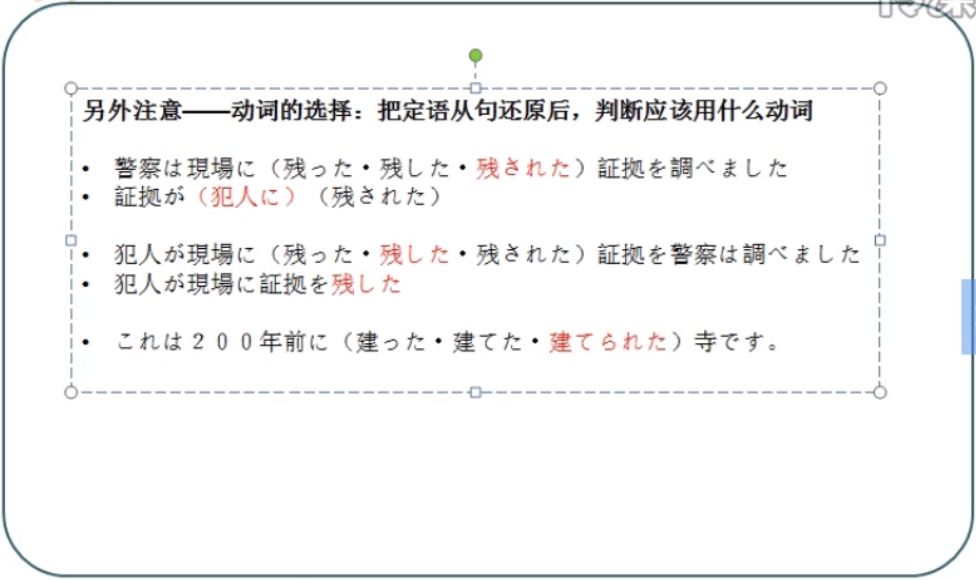 另外注意——动词的选择：把定语从句还原后，判断应该用什么动词
• 警察は現場に（残った・残した・残された）証拠を調べました
• 証拠が（犯人に）（残された）
• 犯人が現場に（残った・残した・残された）証拠を警察は調べました
• 犯人が現場に証拠を残した
• これは２００年前に（建った・建てた・建てられた）寺です。